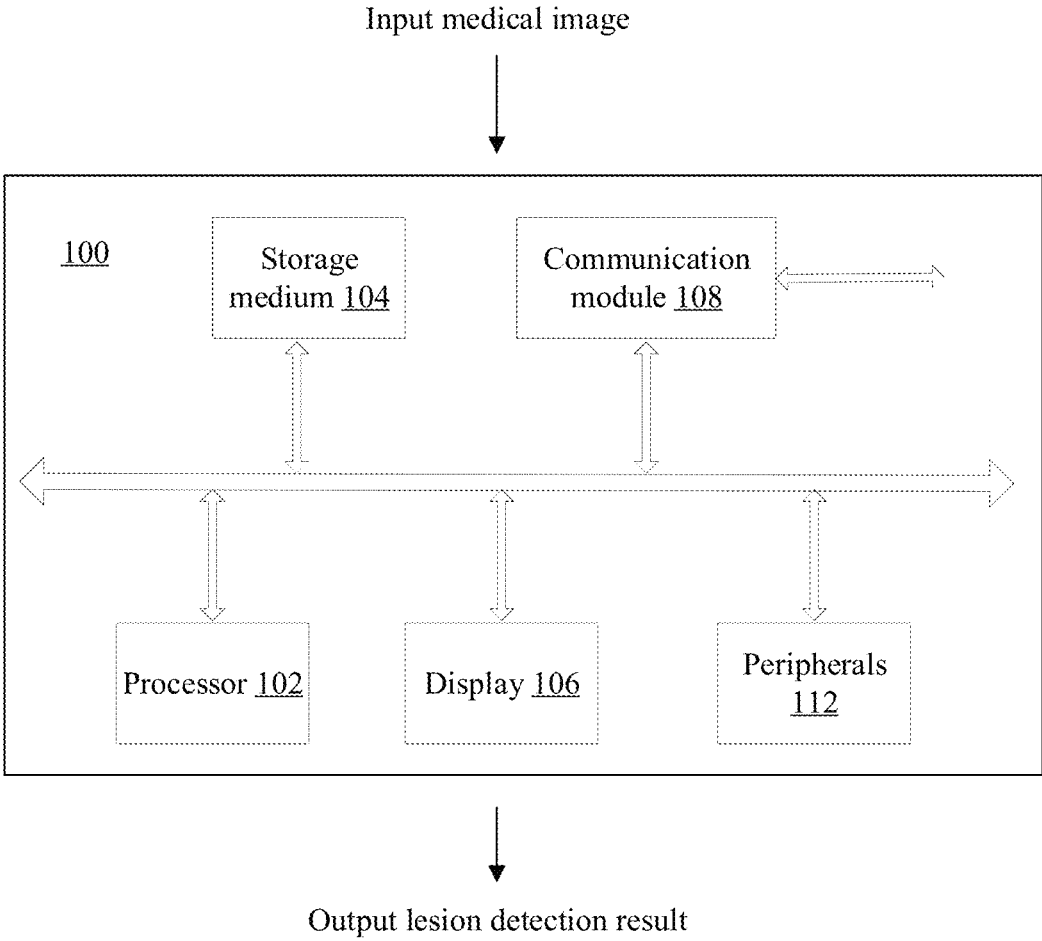 Input medical image
100
Storage
medium 104
Communication
module 108
Processor 102
Display 106
Peripherals
112
Output lesion detection result